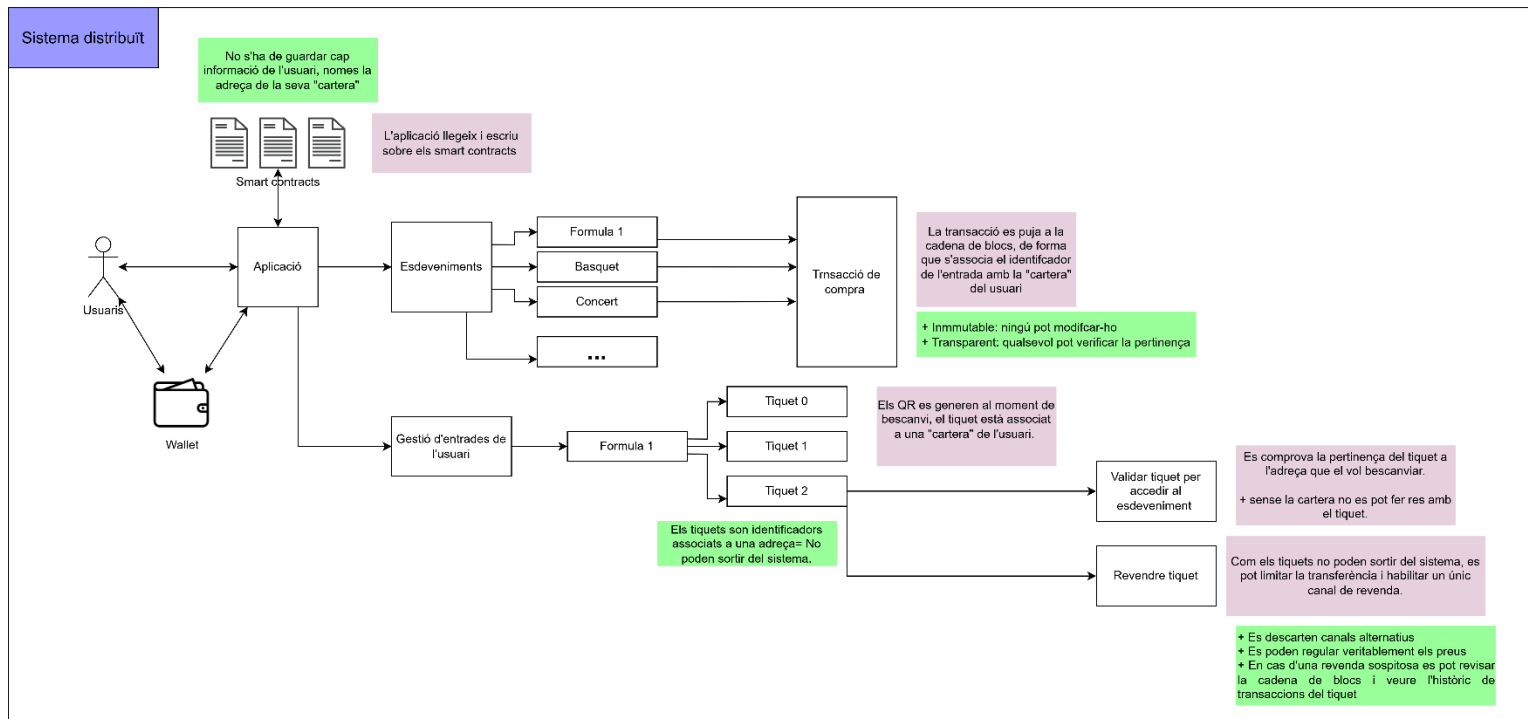 Sistema distribuït
No s'ha de guardar cap
informació de l'usuari, nomes la
adreça de la seva "cartera"
L'aplicació llegeix i escriu
sobre els smart contracts
Smart contracts
Usuaris
Aplicació
Wallet
Esdeveniments
Formula 1
Basquet
Concert
...
Trnsacció de
compra
La transacció es puja a la
cadena de blocs, de forma
que s'associa el identifcador
de l'entrada amb la "cartera"
del usuari
+ Inmmutable: ningú pot modifcar-ho
+ Transparent: qualsevol pot verificar la pertinença
Gestió d'entrades de
l'usuari
Formula 1
Tiquet 0
Tiquet 1
Tiquet 2
Els QR es generen al moment de
bescanvi, el tiquet està associat
a una "cartera" de l'usuari.
Els tiquets son identificadors
associats a una adreça= No
poden sortir del sistema.
Validar tiquet per
accedir al
esdeveniment
Es comprova la pertinença del tiquet a
l'adreça que el vol bescanviar.
+ sense la cartera no es pot fer res amb
el tiquet.
Revendre tiquet
Com els tiquets no poden sortir del sistema, es
pot limitar la transferència i habilitar un únic
canal de revenda.
+ Es descarten canals alternatius
+ Es poden regular veritablement els preus
+ En cas d'una revenda sospitosa es pot revisar
la cadena de blocs i veure l'històric de
transaccions del tiquet